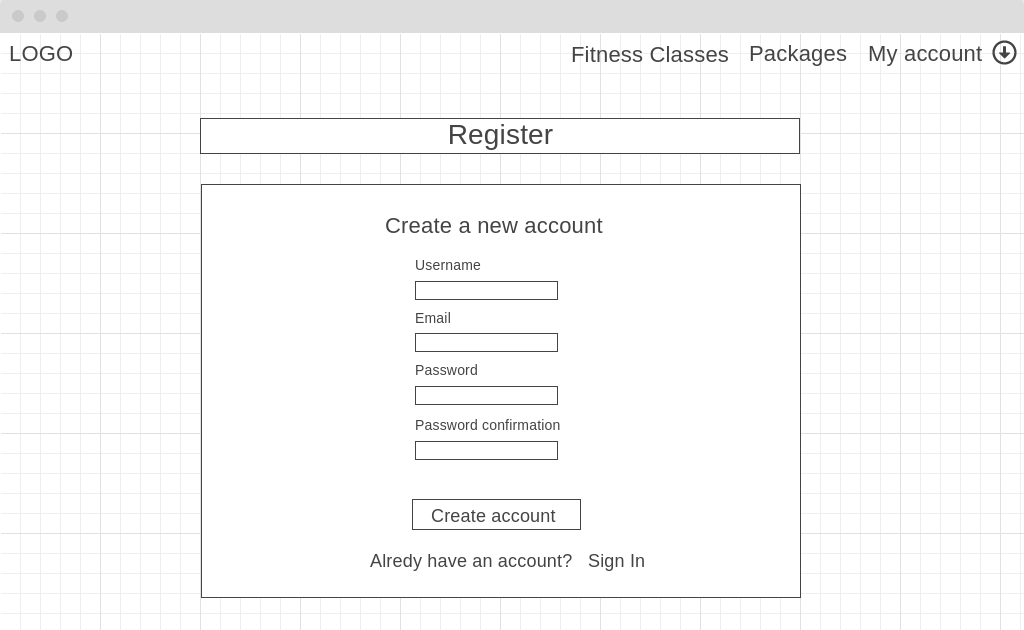 LOGO Fitness Classes Packages My account
Register
Create a new account
Username
Email
Password
Password confirmation
Create account
Alredy have an account? Sign In